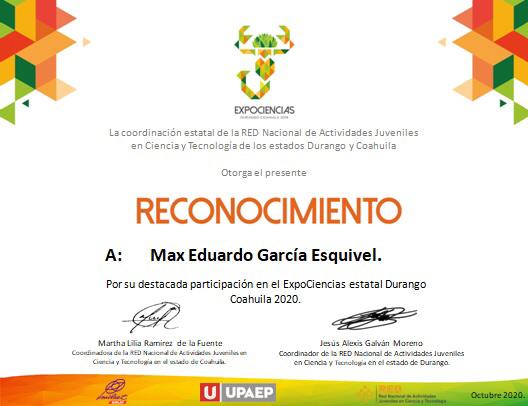 EXPOCIENCIAS
La coordinación estatal de la RED Nacional de Actividades Juveniles
en Ciencia y Tecnología de los estados Durango y Coahuila
Otorga el presente
RECONOCIMIENTO
A: Max Eduardo García Esquivel.
Por su destacada participación en el ExpoCiencias estatal Durango
Coahuila 2020.
Martha Lilia Ramirez de la Fuente
Coordinadora de la RED Nacional de Actividades Juveniles en
Ciencia y Tecnología en el estado de Coahuila.
Jesús Alexis Galván Moreno
Coordinador de la RED Nacional de Actividades Juveniles
en Ciencia y Tecnología en el estado de Durango.
U UPAEP
RED
Red Nacional de Actividades
Juveniles en Ciencia y Tecnología
Octubre 2020.